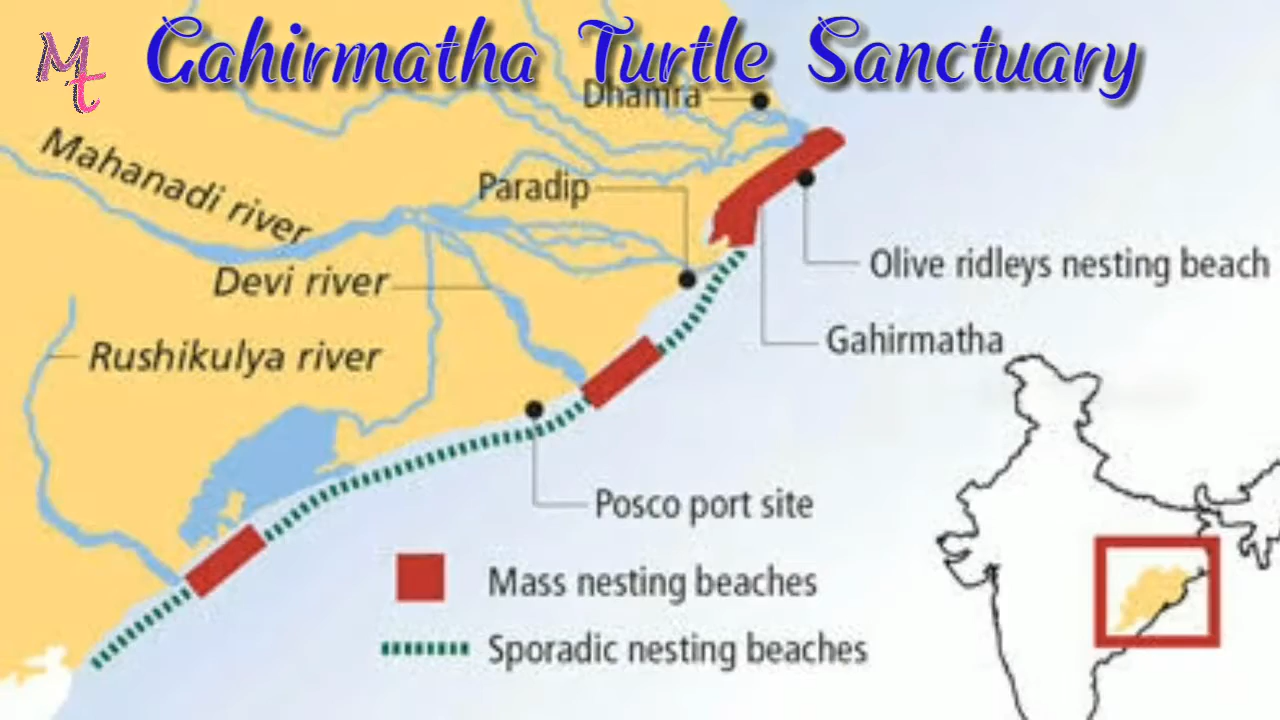 Mt
Gahirmatha Turtle Sanctuary
Dhamra
Mahanadi river
Paradip
Devi river
Olive ridleys nesting beach
Gahirmatha
Rushikulya river
Posco port site
Mass nesting beaches
Sporadic nesting beaches